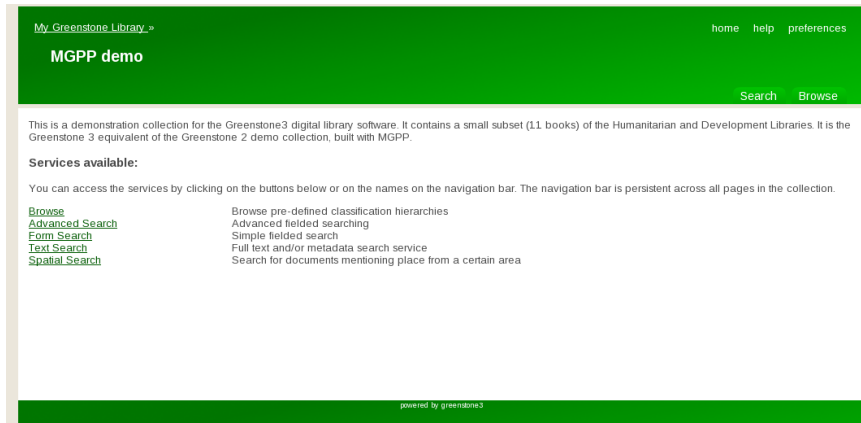 My Greenstone Library »
home help preferences
MGPP demo
Search Browse
This is a demonstration collection for the Greenstone3 digital library software. It contains a small subset (11 books) of the Humanitarian and Development Libraries. It is the
Greenstone 3 equivalent of the Greenstone 2 demo collection, built with MGPP.
Services available:
You can access the services by clicking on the buttons below or on the names on the navigation bar. The navigation bar is persistent across all pages in the collection.
Browse Browse pre-defined classification hierarchies
Advanced Search Advanced fielded searching
Form Search Simple fielded search
Text Search Full text and/or metadata search service
Spatial Search Search for documents mentioning place from a certain area
powered by greenstone3